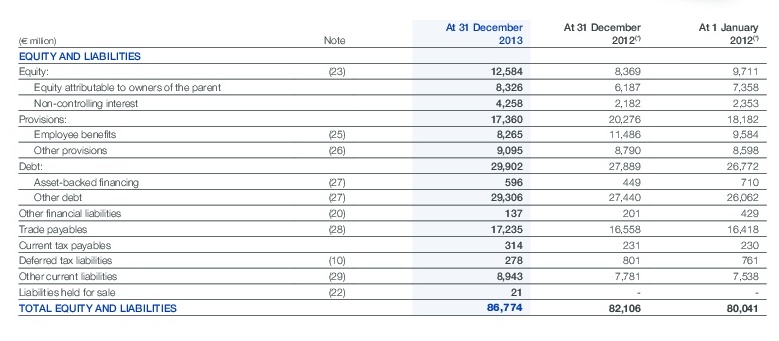 (€ million) Note At 31 December 2013 At 31 December 2012(*) At 1 January 2012(*)
EQUITY AND LIABILITIES
Equity: (23) 12,584 8,369 9,711
Equity attributable to owners of the parent 8,326 6,187 7,358
Non-controlling interest 4,258 2,182 2,353
Provisions: 17,360 20,276 18,182
Employee benefits (25) 8,265 11,486 9,584
Other provisions (26) 9,095 8,790 8,598
Debt: 29,902 27,889 26,772
Asset-backed financing (27) 596 449 710
Other debt (27) 29,306 27,440 26,062
Other financial liabilities (20) 137 201 429
Trade payables (28) 17,235 16,558 16,418
Current tax payables 314 231 230
Deferred tax liabilities (10) 278 801 761
Other current liabilities (29) 8,943 7,781 7,538
Liabilities held for sale (22) 21 - -
TOTAL EQUITY AND LIABILITIES 86,774 82,106 80,041